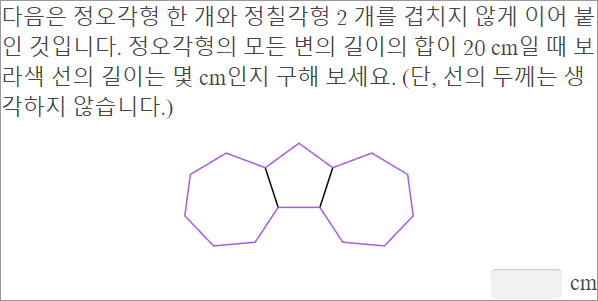 다음은 정오각형 한 개와 정칠각형 2 개를 겹치지 않게 이어 붙
인 것입니다. 정오각형의 모든 변의 길이의 합이 20 cm일 때 보
라색 선의 길이는 몇 cm인지 구해 보세요. (단, 선의 두께는 생
각하지 않습니다.)
cm